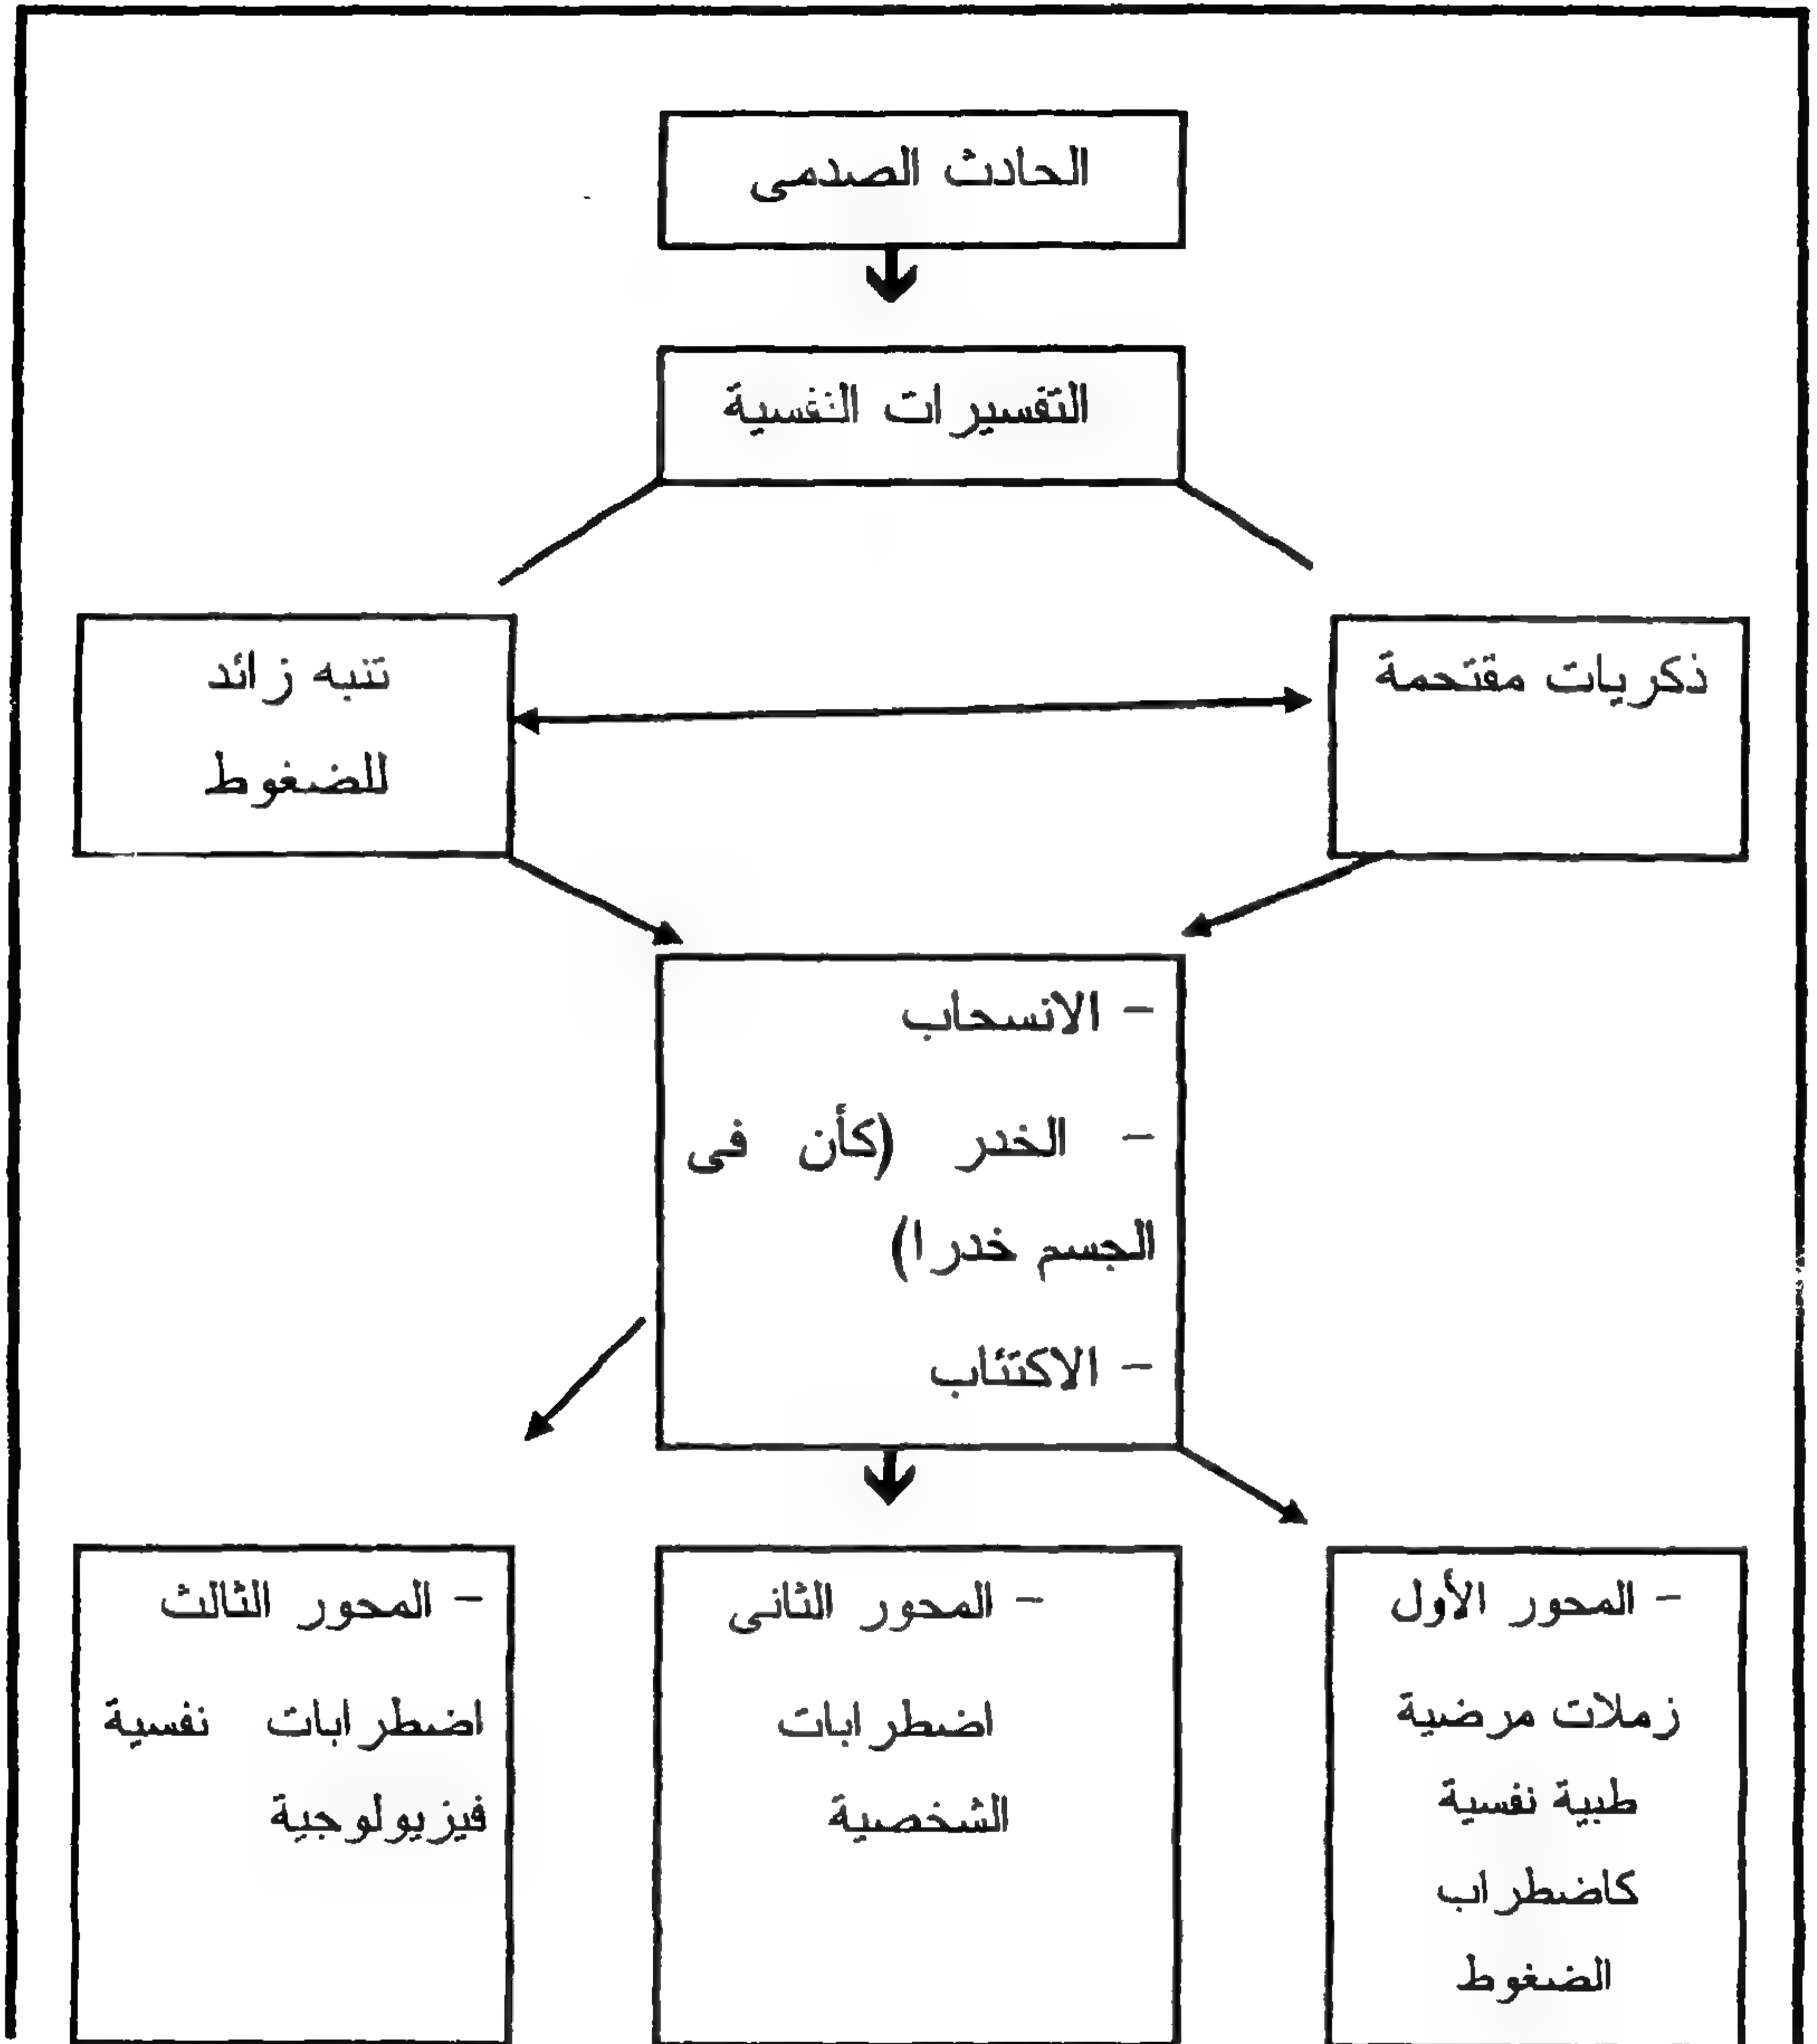 الحادث الصدمى
التفسيرات النفسية
ذكريات مقتحمة
تنبه زائد
للضغوط
- الانسحاب
- الخدر (كأن فى
الجسم خدرا)
- الاكتئاب
- المحور الأول
زملات مرضية
طبية نفسية
كاضطراب
الضغوط
- المحور الثانى
اضطرابات
الشخصية
- المحور الثالث
اضطرابات نفسية
فيزيولوجية